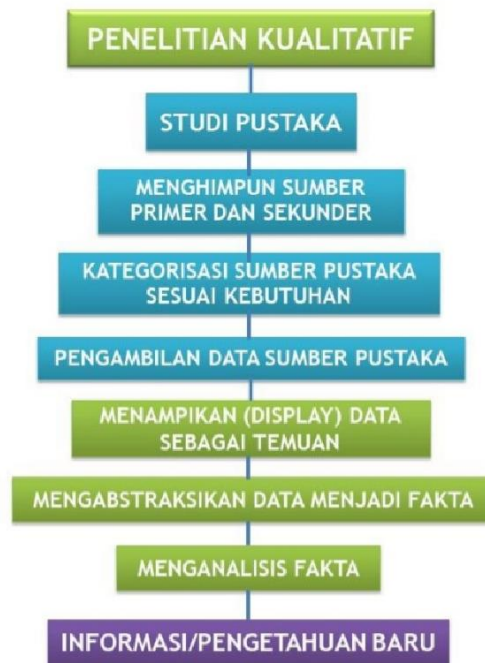 PENELITIAN KUALITATIF
STUDI PUSTAKA
MENGHIMPUN SUMBER
PRIMER DAN SEKUNDER
KATEGORISASI SUMBER PUSTAKA
SESUAI KEBUTUHAN
PENGAMBILAN DATA SUMBER PUSTAKA
MENAMPIKAN (DISPLAY) DATA
SEBAGAI TEMUAN
MENGABSTRAKSIKAN DATA MENJADI FAKTA
MENGANALISIS FAKTA
INFORMASI/PENGETAHUAN BARU